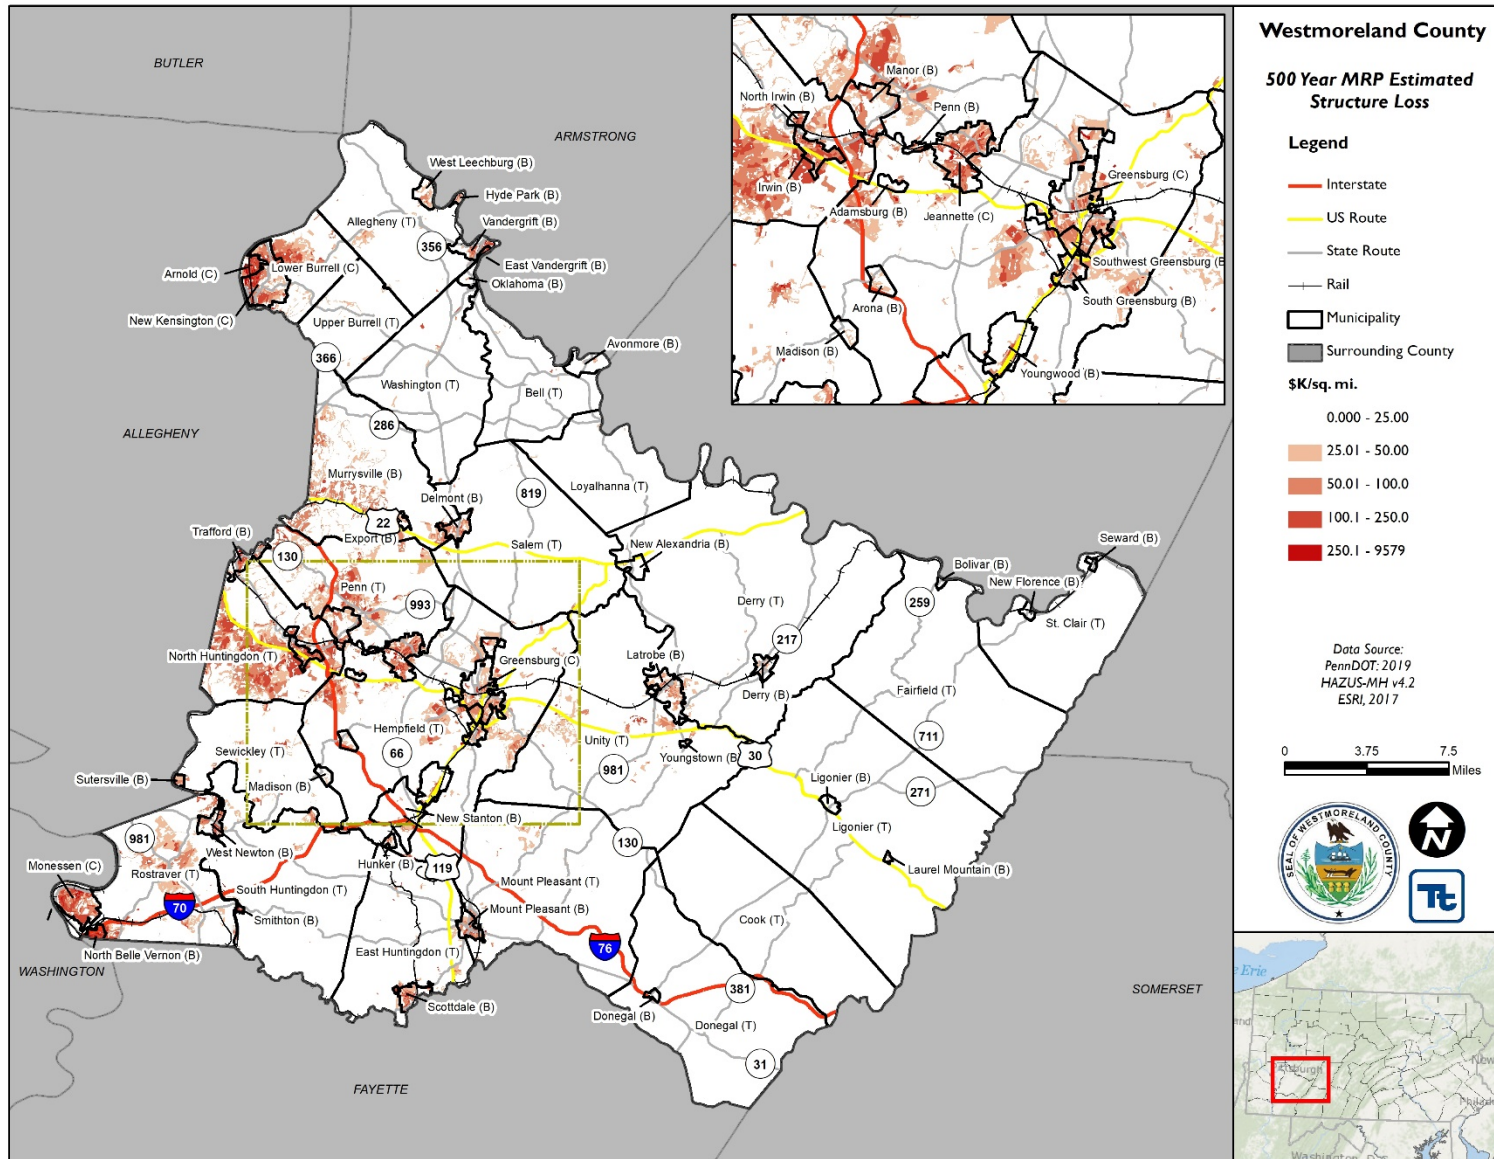 Westmoreland County
500 Year MRP Estimated
Structure Loss
Legend
Interstate
US Route
State Route
Rail
Municipality
Surrounding County
$K/sq. mi.
0.000 - 25.00
25.01 - 50.00
50.01 - 100.0
100.1 - 250.0
250.1 - 9579
Data Source:
PennDOT: 2019
HAZUS-MH v4.2
ESRI, 2017
0 3.75 7.5
Miles
SEAL OF WESTMORELAND COUNTY
N
Tt
BUTLER
ARMSTRONG
West Leechburg (B)
Hyde Park (B)
Allegheny (T)
Vandergrift (B)
356
East Vandergrift (B)
Arnold (C)
Lower Burrell (C)
Oklahoma (B)
New Kensington (C)
Upper Burrell (T)
366
Avonmore (B)
Washington (T)
Bell (T)
286
ALLEGHENY
Murrysville (B)
Loyalhanna (T)
819
Delmont (B)
22
Trafford (B)
Export (B)
Salem (T)
New Alexandria (B)
130
Seward (B)
Bolivar (B)
New Florence (B)
Penn (T)
993
Derry (T)
259
St. Clair (T)
217
North Huntingdon (T)
Greensburg (C)
Latrobe (B)
Derry (B)
Fairfield (T)
Hempfield (T)
711
Sewickley (T)
66
Unity (T)
Youngstown (B)
30
Sutersville (B)
Madison (B)
981
Ligonier (B)
271
New Stanton (B)
Ligonier (T)
981
West Newton (B)
130
Monessen (C)
Hunker (B)
119
Laurel Mountain (B)
Rostraver (T)
South Huntingdon (T)
Mount Pleasant (T)
70
Smithton (B)
Mount Pleasant (B)
Cook (T)
North Belle Vernon (B)
East Huntingdon (T)
76
WASHINGTON
381
SOMERSET
Scottdale (B)
Donegal (B)
Donegal (T)
31
FAYETTE
Manor (B)
North Irwin (B)
Penn (B)
Irwin (B)
Greensburg (C)
Adamsburg (B)
Jeannette (C)
Southwest Greensburg (B
Arona (B)
South Greensburg (B)
Madison (B)
Youngwood (B)
e Erie